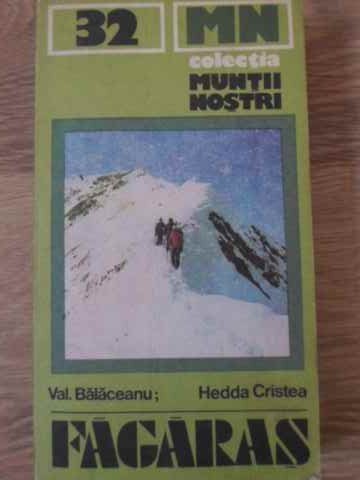 32
MN
colecția
MUNȚII
NOȘTRI
Val. Bălăceanu; Hedda Cristea
FĂGĂRAȘ